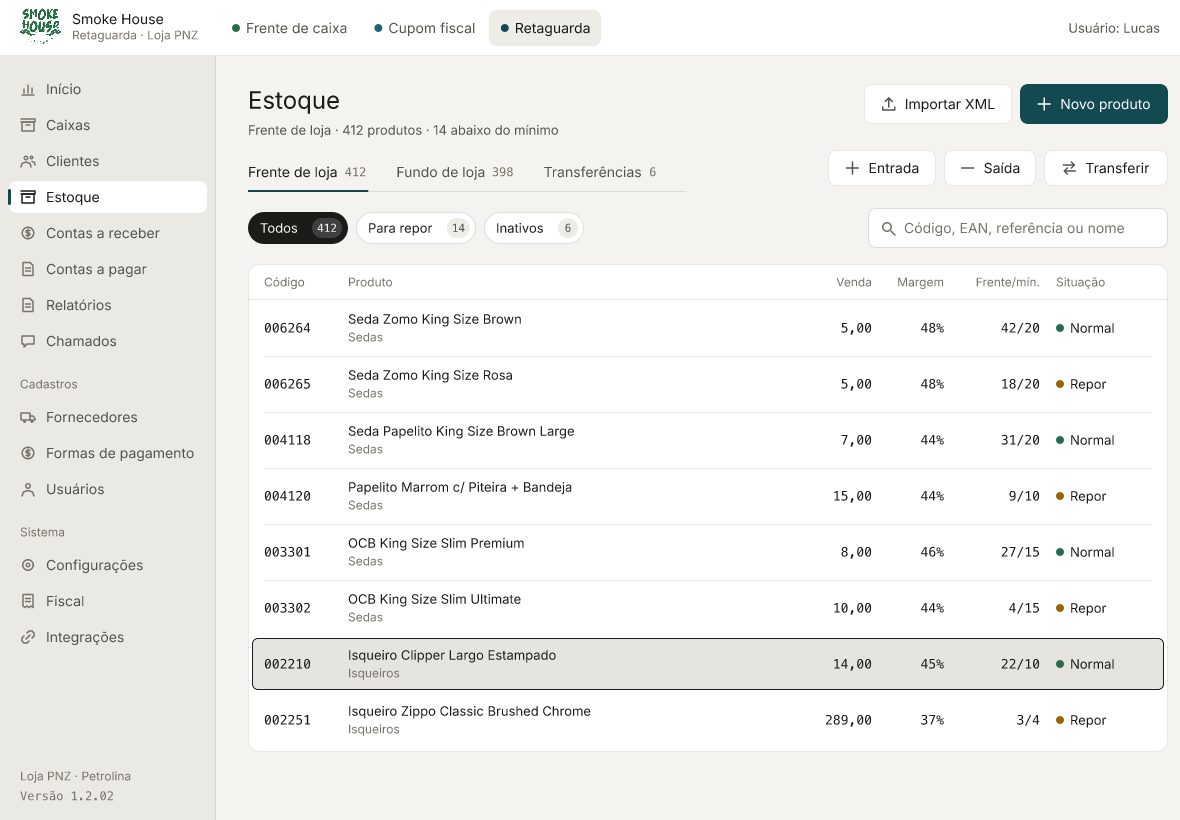 SMOKE HOUSE
Smoke House
Retaguarda · Loja PNZ
Frente de caixa
Cupom fiscal
Retaguarda
Usuário: Lucas
Início
Caixas
Clientes
Estoque
Contas a receber
Contas a pagar
Relatórios
Chamados
Cadastros
Fornecedores
Formas de pagamento
Usuários
Sistema
Configurações
Fiscal
Integrações
Loja PNZ · Petrolina
Versão 1.2.02
Estoque
Frente de loja · 412 produtos · 14 abaixo do mínimo
Importar XML
Novo produto
Frente de loja 412
Fundo de loja 398
Transferências 6
Entrada
Saída
Transferir
Todos 412
Para repor 14
Inativos 6
Código, EAN, referência ou nome
Código Produto Venda Margem Frente/mín. Situação
006264 Seda Zomo King Size Brown 5,00 48% 42/20 Normal
Sedas
006265 Seda Zomo King Size Rosa 5,00 48% 18/20 Repor
Sedas
004118 Seda Papelito King Size Brown Large 7,00 44% 31/20 Normal
Sedas
004120 Papelito Marrom c/ Piteira + Bandeja 15,00 44% 9/10 Repor
Sedas
003301 OCB King Size Slim Premium 8,00 46% 27/15 Normal
Sedas
003302 OCB King Size Slim Ultimate 10,00 44% 4/15 Repor
Sedas
002210 Isqueiro Clipper Largo Estampado 14,00 45% 22/10 Normal
Isqueiros
002251 Isqueiro Zippo Classic Brushed Chrome 289,00 37% 3/4 Repor
Isqueiros